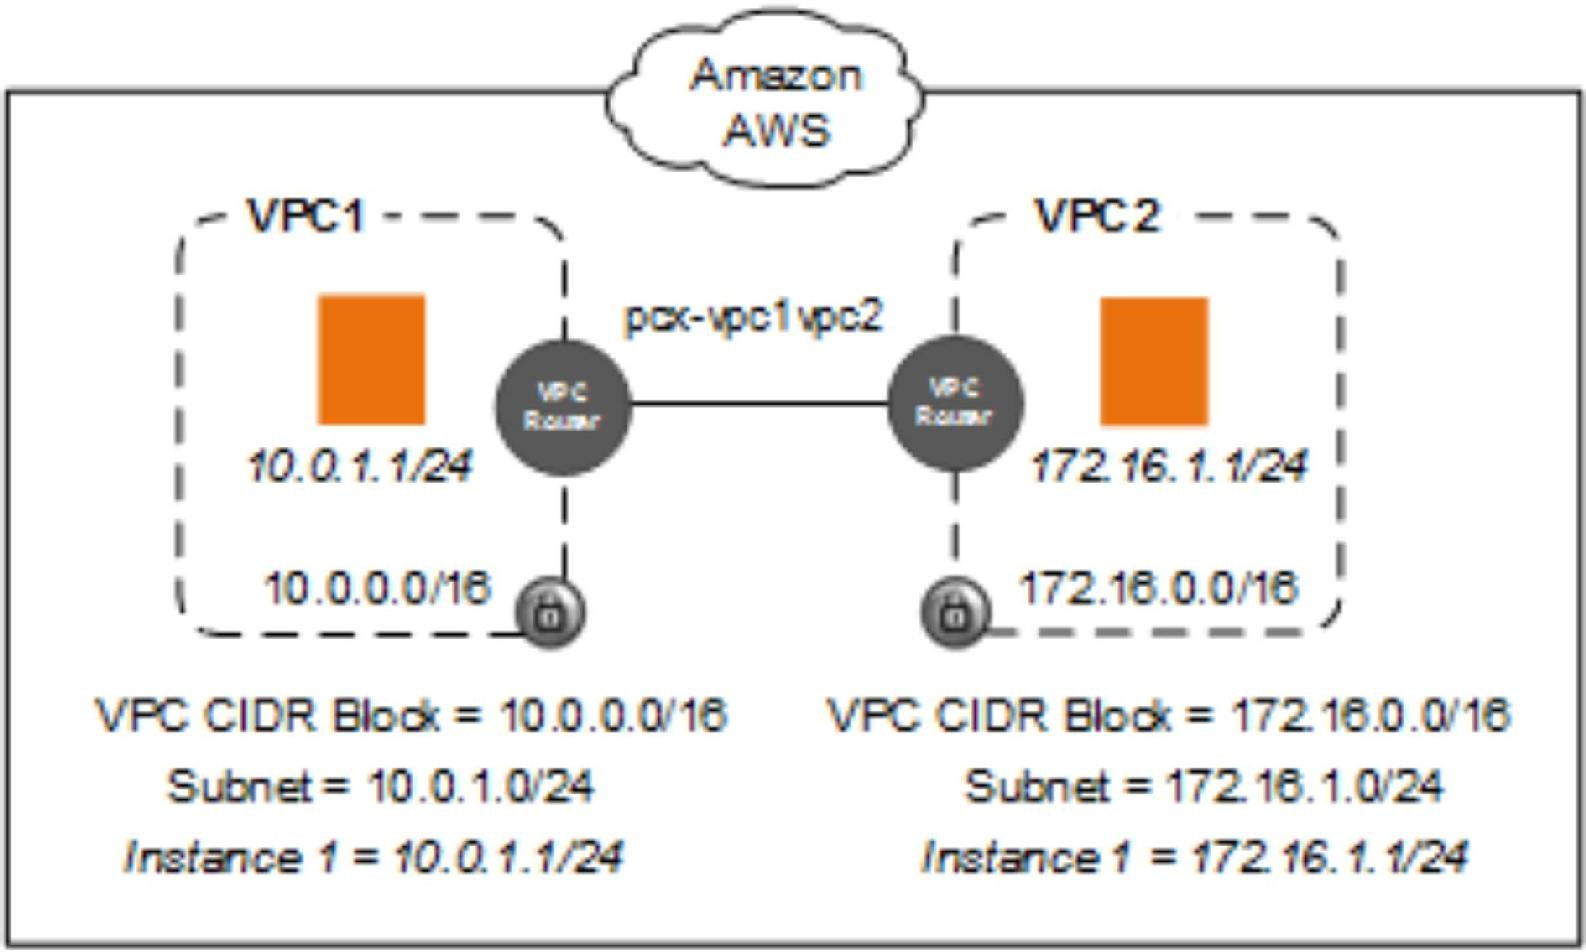 Amazon
AWS
VPC1
VPC2
pcx-vpc1vpc2
VPC
Router
VPC
Router
10.0.1.1/24
172.16.1.1/24
10.0.0.0/16
172.16.0.0/16
VPC CIDR Block = 10.0.0.0/16
Subnet = 10.0.1.0/24
Instance 1 = 10.0.1.1/24
VPC CIDR Block = 172.16.0.0/16
Subnet = 172.16.1.0/24
Instance 1 = 172.16.1.1/24